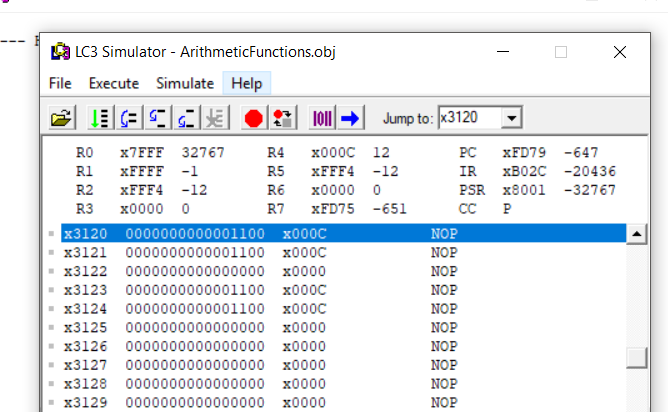 LC3 Simulator - ArithmeticFunctions.obj
File Execute Simulate Help
Jump to: x3120
R0 x7FFF 32767 R4 x000C 12 PC xFD79 -647
R1 xFFFF -1 R5 xFFF4 -12 IR xB02C -20436
R2 xFFF4 -12 R6 x0000 0 PSR x8001 -32767
R3 x0000 0 R7 xFD75 -651 CC P
x3120 0000000000001100 x000C NOP
x3121 0000000000001100 x000C NOP
x3122 0000000000000000 x0000 NOP
x3123 0000000000001100 x000C NOP
x3124 0000000000001100 x000C NOP
x3125 0000000000000000 x0000 NOP
x3126 0000000000000000 x0000 NOP
x3127 0000000000000000 x0000 NOP
x3128 0000000000000000 x0000 NOP
x3129 0000000000000000 x0000 NOP